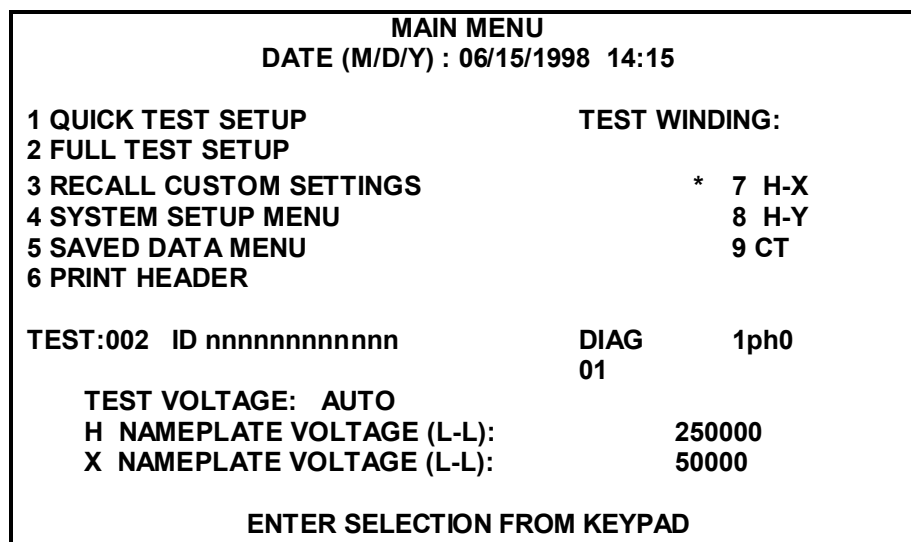 MAIN MENU
DATE (M/D/Y) : 06/15/1998 14:15
1 QUICK TEST SETUP TEST WINDING:
2 FULL TEST SETUP
3 RECALL CUSTOM SETTINGS * 7 H-X
4 SYSTEM SETUP MENU 8 H-Y
5 SAVED DATA MENU 9 CT
6 PRINT HEADER
TEST:002 ID nnnnnnnnnnnn DIAG 1ph0
01
TEST VOLTAGE: AUTO
H NAMEPLATE VOLTAGE (L-L): 250000
X NAMEPLATE VOLTAGE (L-L): 50000
ENTER SELECTION FROM KEYPAD